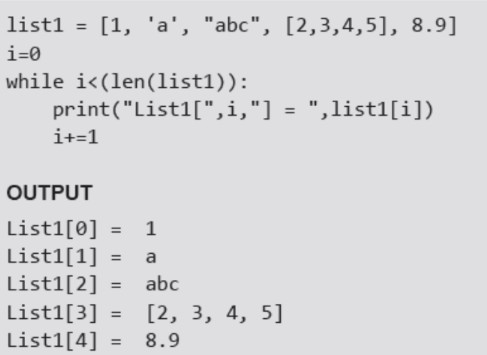 list1 = [1, 'a', "abc", [2,3,4,5], 8.9]
i=0
while i<(len(list1)):
    print("List1[",i,"] = ",list1[i])
    i+=1
OUTPUT
List1[0] =  1
List1[1] =  a
List1[2] =  abc
List1[3] =  [2, 3, 4, 5]
List1[4] =  8.9